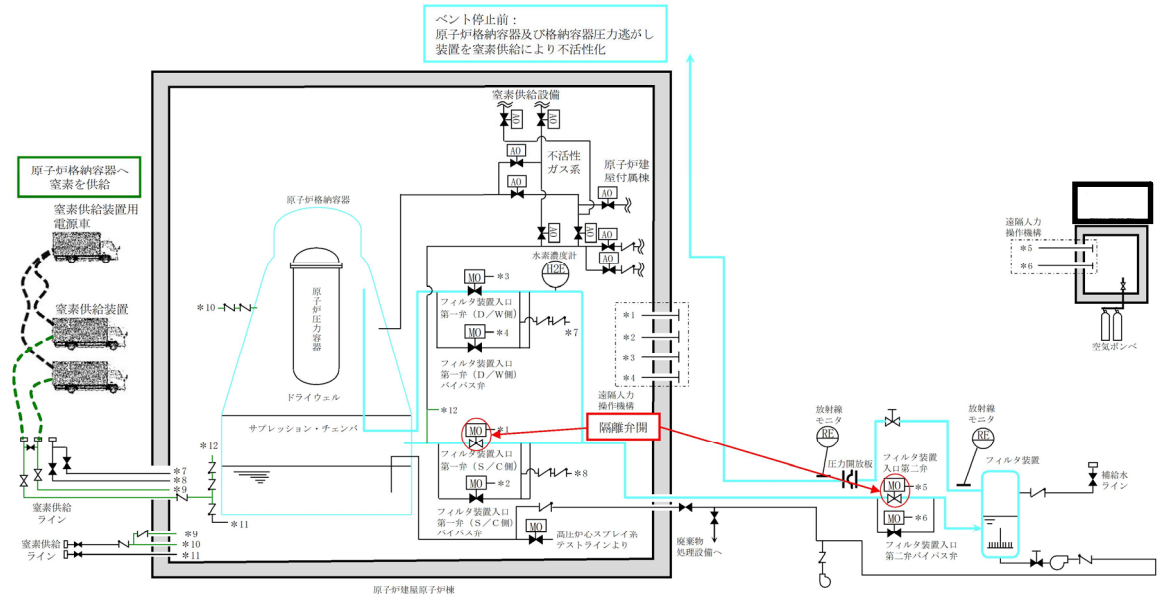 ベント停止前：
原子炉格納容器及び格納容器圧力逃がし
装置を窒素供給により不活性化
窒素供給設備
AO
AO
AO
不活性
ガス系
AO
原子炉建
屋付属棟
AO
AO
AO
AO
AO
原子炉格納容器へ
窒素を供給
窒素供給装置用
電源車
窒素供給装置
原子炉格納容器
原子炉圧力容器
ドライウェル
サプレッション・チェンバ
水素濃度計
H2E
MO
*3
フィルタ装置入口
第一弁（D／W側）
MO
*4
*7
フィルタ装置入口
第一弁（D／W側）
バイパス弁
*10
*12
*12
*11
MO
*1
フィルタ装置入口
第一弁（S／C側）
MO
*2
*8
フィルタ装置入口
第一弁（S／C側）
バイパス弁
MO
高圧炉心スプレイ系
テストラインより
*1
*2
*3
*4
遠隔人力
操作機構
隔離弁開
遠隔人力
操作機構
*5
*6
空気ボンベ
放射線
モニタ
RE
圧力開放板
放射線
モニタ
RE
フィルタ装置
フィルタ装置
入口第二弁
MO
*5
MO
*6
フィルタ装置入口
第二弁バイパス弁
補給水
ライン
廃棄物
処理設備へ
*7
*8
*9
窒素供給
ライン
*9
*10
*11
窒素供給
ライン
原子炉建屋原子炉棟